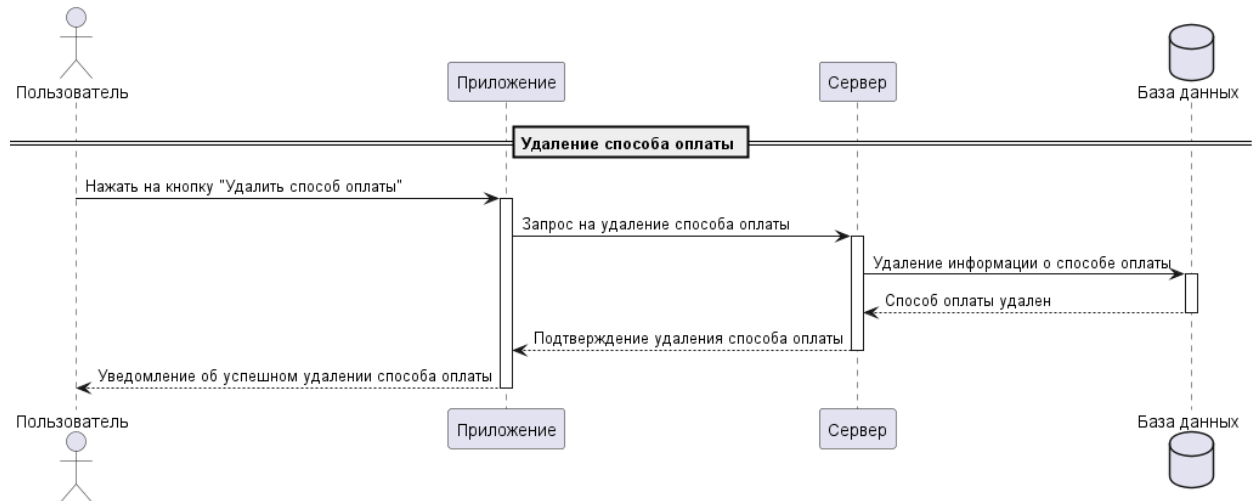 Пользователь
Приложение
Сервер
База данных
Удаление способа оплаты
Нажать на кнопку "Удалить способ оплаты"
Запрос на удаление способа оплаты
Удаление информации о способе оплаты
Способ оплаты удален
Подтверждение удаления способа оплаты
Уведомление об успешном удалении способа оплаты
Пользователь
Приложение
Сервер
База данных